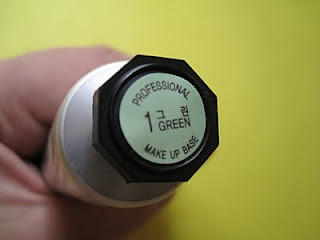 PROFESSIONAL
1 그린
GREEN
MAKE UP BASE